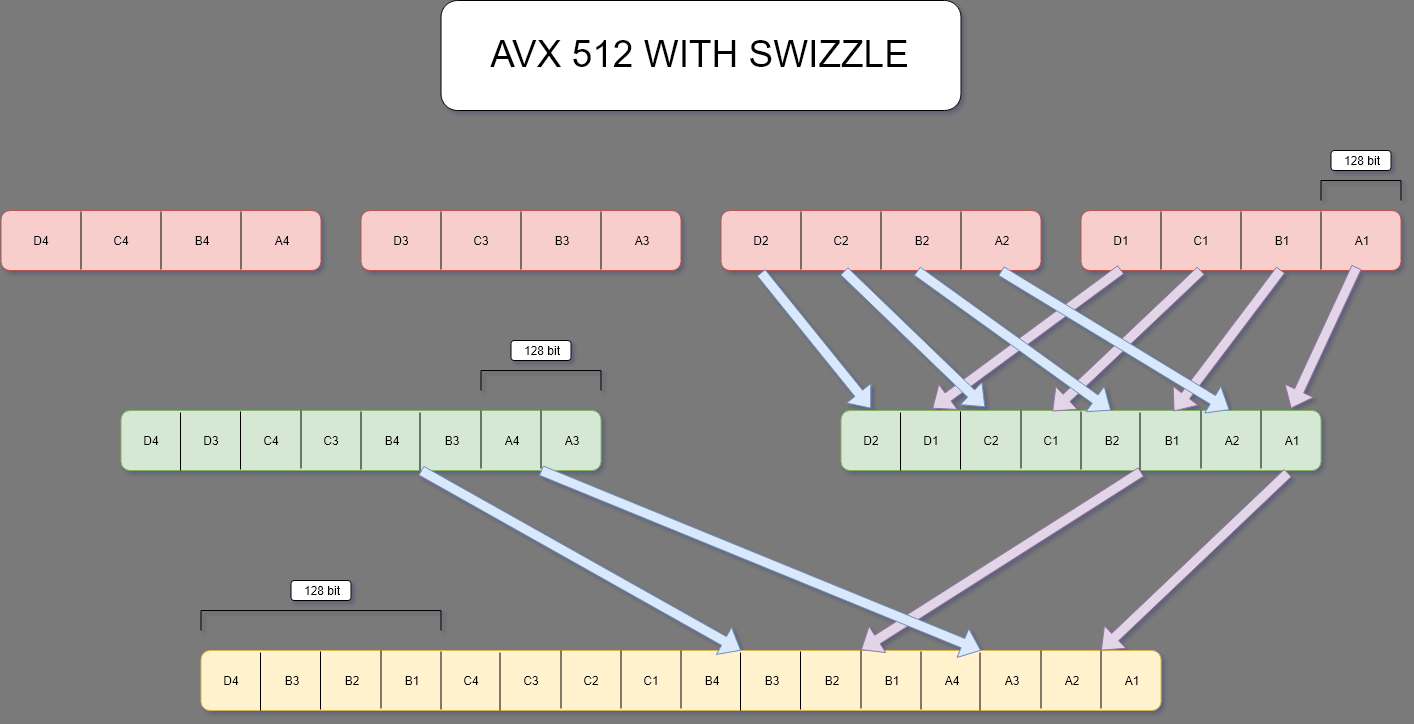 AVX 512 WITH SWIZZLE
128 bit
D4 C4 B4 A4 D3 C3 B3 A3 D2 C2 B2 A2 D1 C1 B1 A1
128 bit
D4 D3 C4 C3 B4 B3 A4 A3 D2 D1 C2 C1 B2 B1 A2 A1
128 bit
D4 B3 B2 B1 C4 C3 C2 C1 B4 B3 B2 B1 A4 A3 A2 A1